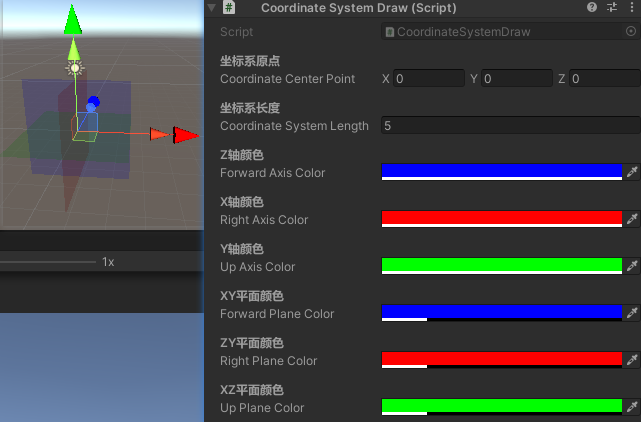 Coordinate System Draw (Script)
Script
CoordinateSystemDraw
坐标系原点
Coordinate Center Point X 0 Y 0 Z 0
坐标系长度
Coordinate System Length 5
Z轴颜色
Forward Axis Color
X轴颜色
Right Axis Color
Y轴颜色
Up Axis Color
1x
XY平面颜色
Forward Plane Color
ZY平面颜色
Right Plane Color
XZ平面颜色
Up Plane Color